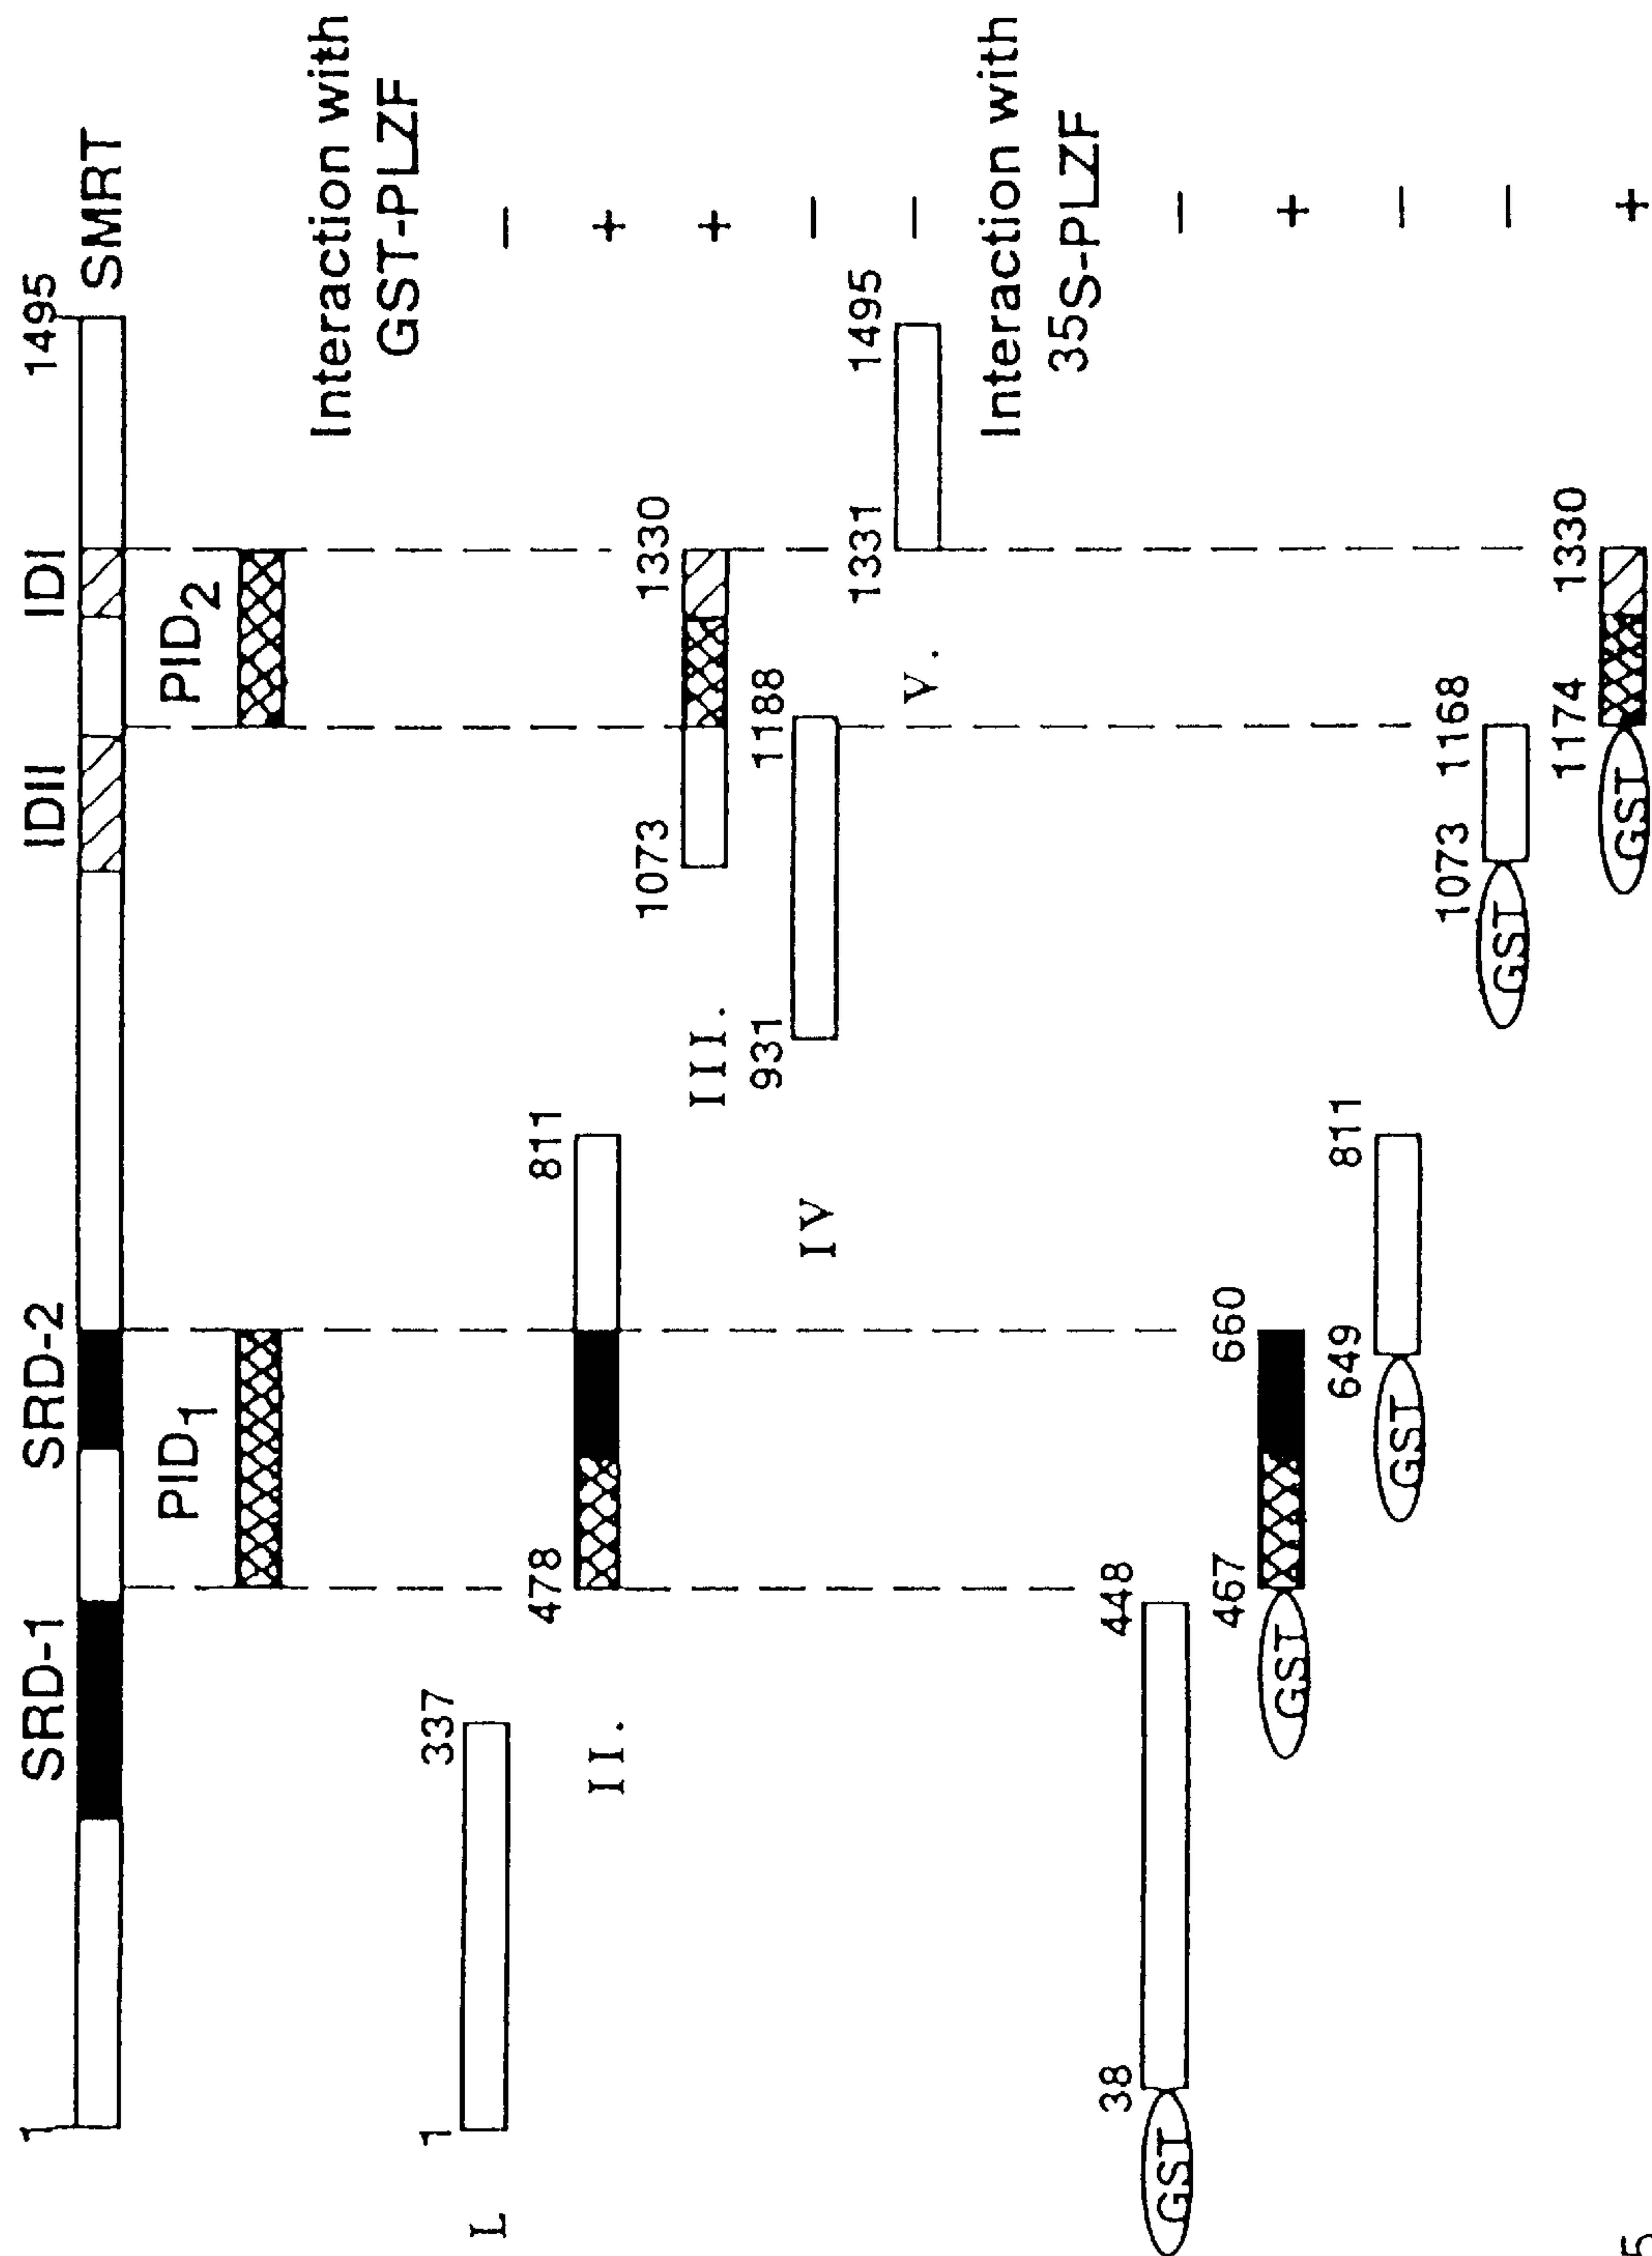 1 SRD-1 SRD-2 IDII IDI 1495
SMRT
PID1 PID2
Interaction with
GST-PLZF
1 337
L –
478 811
II. +
1073 1330
III. +
931 1188
IV –
1331 1495
V. –
Interaction with
35S-PLZF
38 448
GST –
467 660
GST +
649 811
GST –
1073 1168
GST –
1174 1330
GST +
5